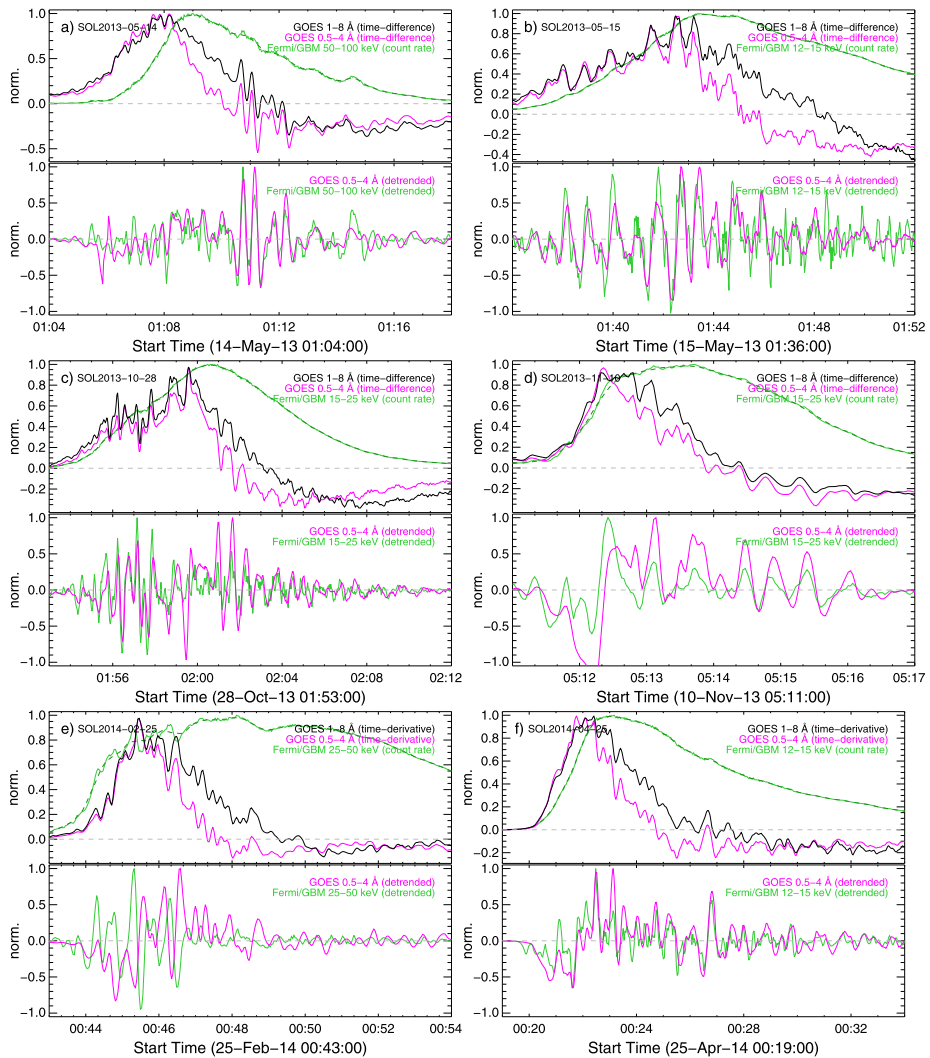 a) SOL2013-05-14
GOES 1-8 Å (time-difference)
GOES 0.5-4 Å (time-difference)
Fermi/GBM 50-100 keV (count rate)
norm.
1.0
0.5
0.0
-0.5
GOES 0.5-4 Å (detrended)
Fermi/GBM 50-100 keV (detrended)
norm.
1.0
0.5
0.0
-0.5
-1.0
01:04 01:08 01:12 01:16
Start Time (14-May-13 01:04:00)
b) SOL2013-05-15
GOES 1-8 Å (time-difference)
GOES 0.5-4 Å (time-difference)
Fermi/GBM 12-15 keV (count rate)
norm.
1.0
0.8
0.6
0.4
0.2
0.0
-0.2
-0.4
GOES 0.5-4 Å (detrended)
Fermi/GBM 12-15 keV (detrended)
norm.
1.0
0.5
0.0
-0.5
-1.0
01:40 01:44 01:48 01:52
Start Time (15-May-13 01:36:00)
c) SOL2013-10-28
GOES 1-8 Å (time-difference)
GOES 0.5-4 Å (time-difference)
Fermi/GBM 15-25 keV (count rate)
norm.
1.0
0.8
0.6
0.4
0.2
0.0
-0.2
GOES 0.5-4 Å (detrended)
Fermi/GBM 15-25 keV (detrended)
norm.
1.0
0.5
0.0
-0.5
-1.0
01:56 02:00 02:04 02:08 02:12
Start Time (28-Oct-13 01:53:00)
d) SOL2013-11-10
GOES 1-8 Å (time-difference)
GOES 0.5-4 Å (time-difference)
Fermi/GBM 15-25 keV (count rate)
norm.
1.0
0.8
0.6
0.4
0.2
0.0
-0.2
GOES 0.5-4 Å (detrended)
Fermi/GBM 15-25 keV (detrended)
norm.
1.0
0.5
0.0
-0.5
-1.0
05:12 05:13 05:14 05:15 05:16 05:17
Start Time (10-Nov-13 05:11:00)
e) SOL2014-02-25
GOES 1-8 Å (time-derivative)
GOES 0.5-4 Å (time-derivative)
Fermi/GBM 25-50 keV (count rate)
norm.
1.0
0.8
0.6
0.4
0.2
0.0
-0.2
GOES 0.5-4 Å (detrended)
Fermi/GBM 25-50 keV (detrended)
norm.
1.0
0.5
0.0
-0.5
-1.0
00:44 00:46 00:48 00:50 00:52 00:54
Start Time (25-Feb-14 00:43:00)
f) SOL2014-04-25
GOES 1-8 Å (time-derivative)
GOES 0.5-4 Å (time-derivative)
Fermi/GBM 12-15 keV (count rate)
norm.
1.0
0.8
0.6
0.4
0.2
0.0
-0.2
GOES 0.5-4 Å (detrended)
Fermi/GBM 12-15 keV (detrended)
norm.
1.0
0.5
0.0
-0.5
-1.0
00:20 00:24 00:28 00:32
Start Time (25-Apr-14 00:19:00)